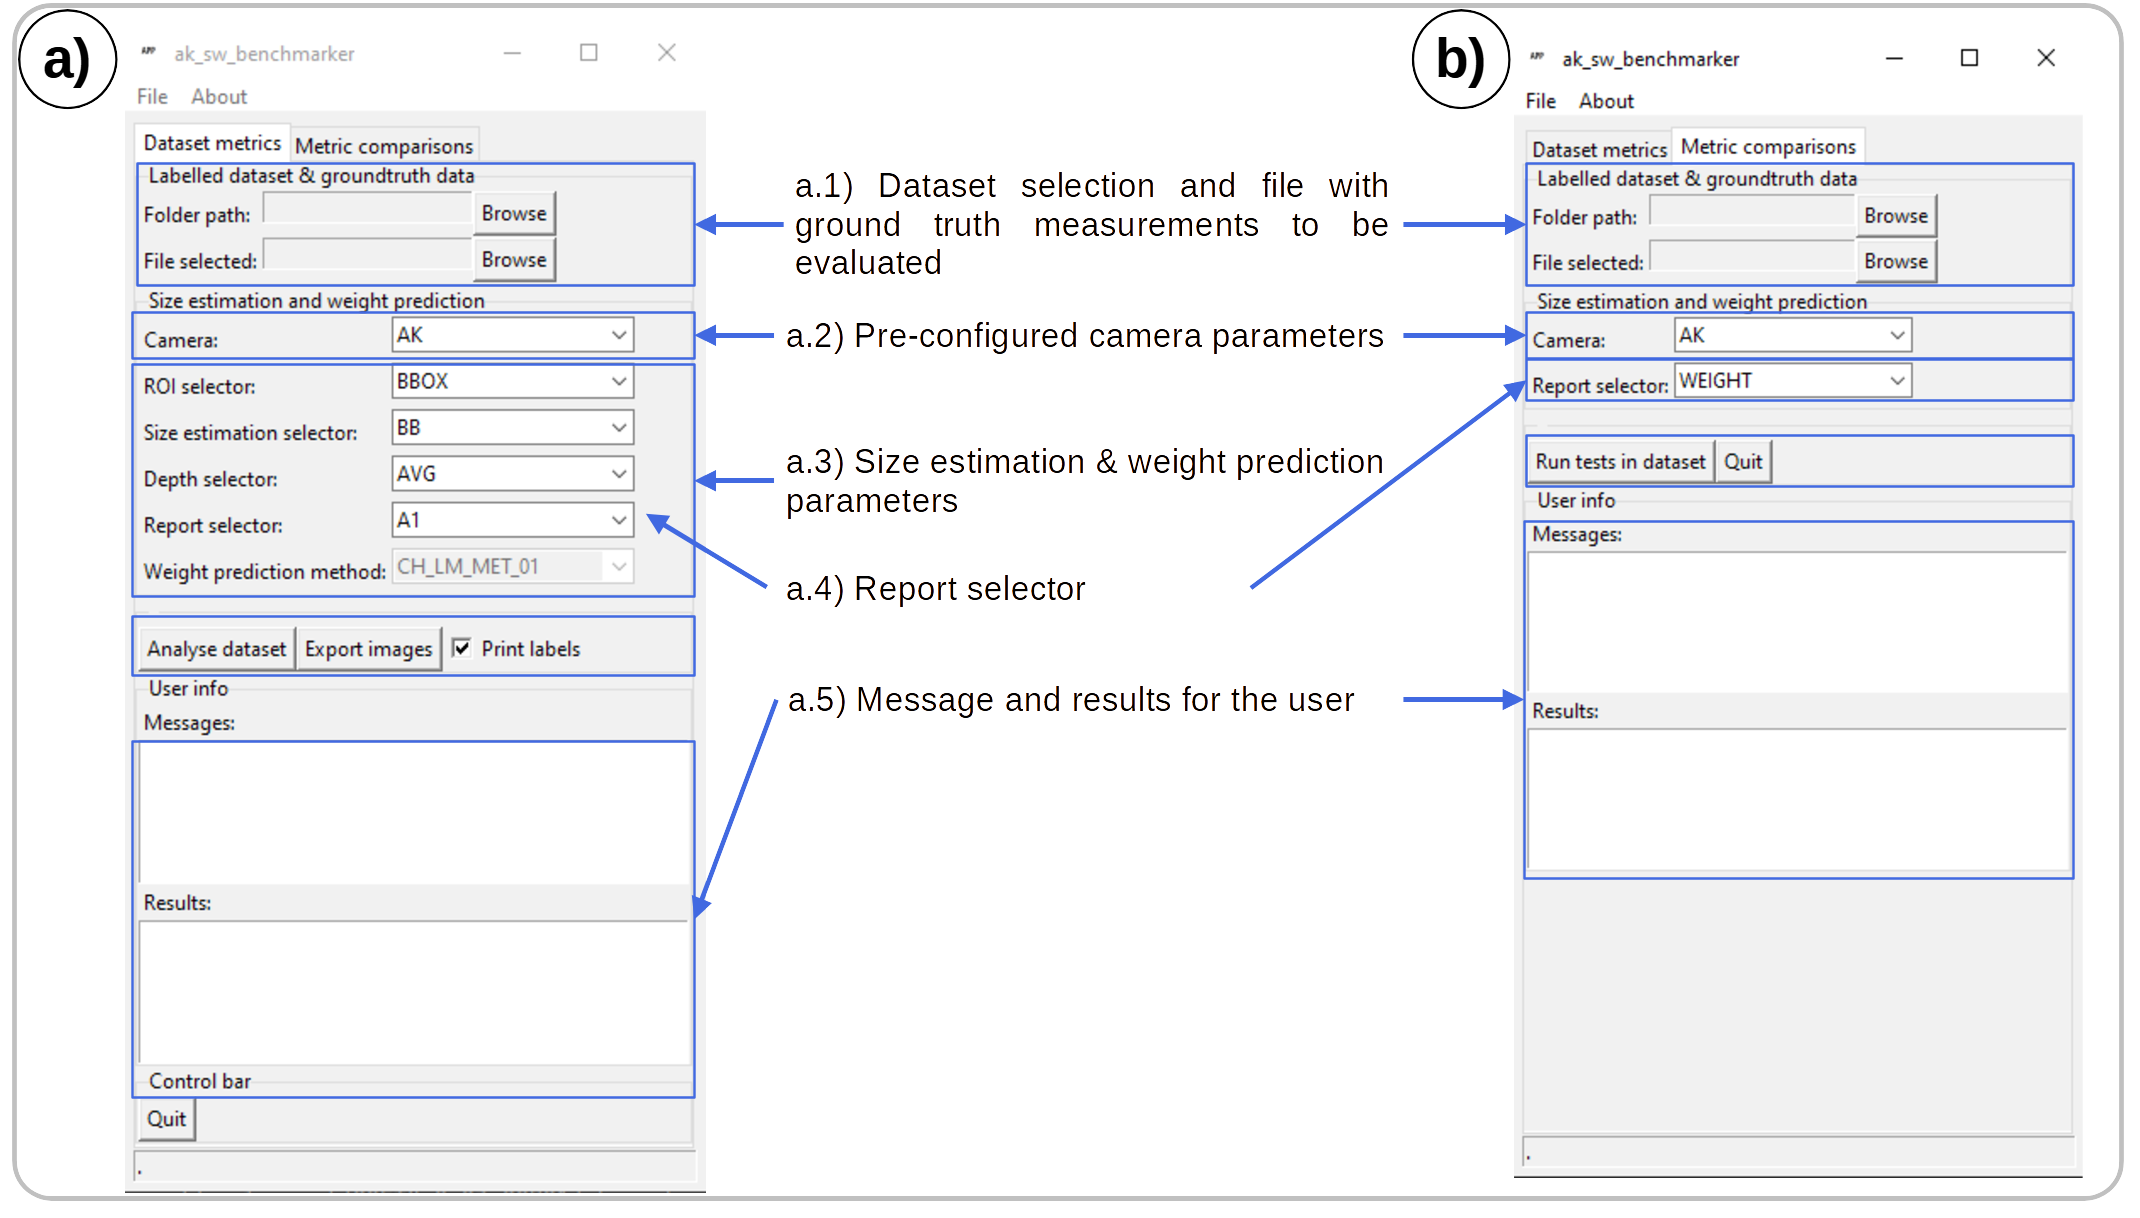 a)
APP ak_sw_benchmarker
File About
Dataset metrics Metric comparisons
Labelled dataset & groundtruth data
Folder path: Browse
File selected: Browse
Size estimation and weight prediction
Camera: AK
ROI selector: BBOX
Size estimation selector: BB
Depth selector: AVG
Report selector: A1
Weight prediction method: CH_LM_MET_01
Analyse dataset Export images Print labels
User info
Messages:
Results:
Control bar
Quit
.
a.1) Dataset selection and file with
ground truth measurements to be
evaluated
a.2) Pre-configured camera parameters
a.3) Size estimation & weight prediction
parameters
a.4) Report selector
a.5) Message and results for the user
b)
APP ak_sw_benchmarker
File About
Dataset metrics Metric comparisons
Labelled dataset & groundtruth data
Folder path: Browse
File selected: Browse
Size estimation and weight prediction
Camera: AK
Report selector: WEIGHT
Run tests in dataset Quit
User info
Messages:
Results:
.